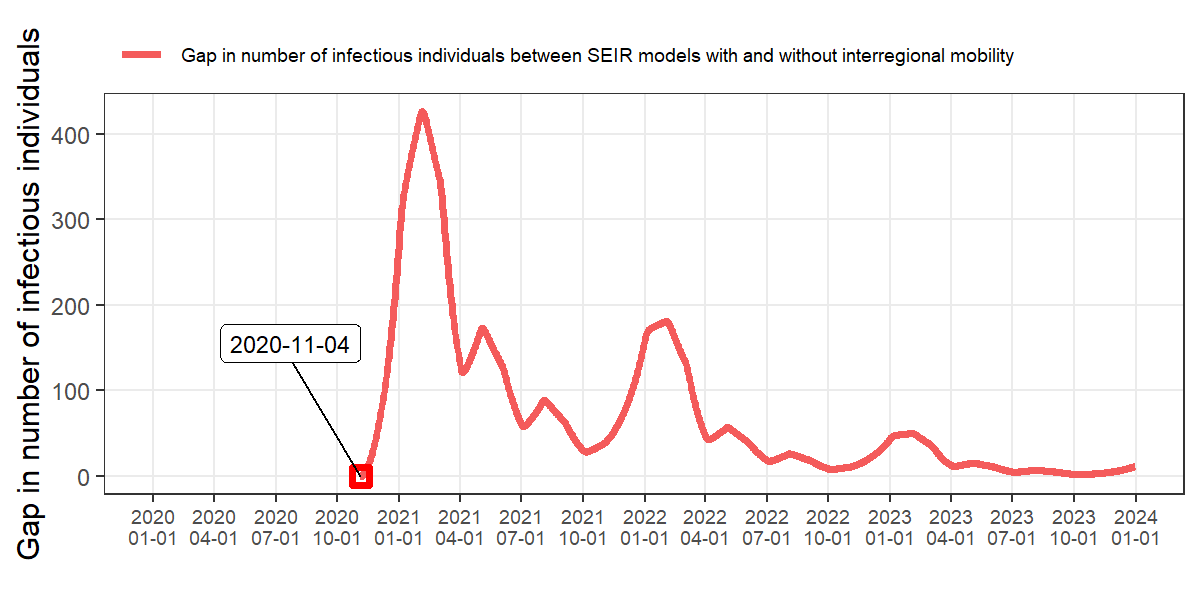 Gap in number of infectious individuals between SEIR models with and without interregional mobility
Gap in number of infectious individuals
400
300
200
100
0
2020-11-04
2020 2020 2020 2020 2021 2021 2021 2021 2022 2022 2022 2022 2023 2023 2023 2023 2024
01-01 04-01 07-01 10-01 01-01 04-01 07-01 10-01 01-01 04-01 07-01 10-01 01-01 04-01 07-01 10-01 01-01